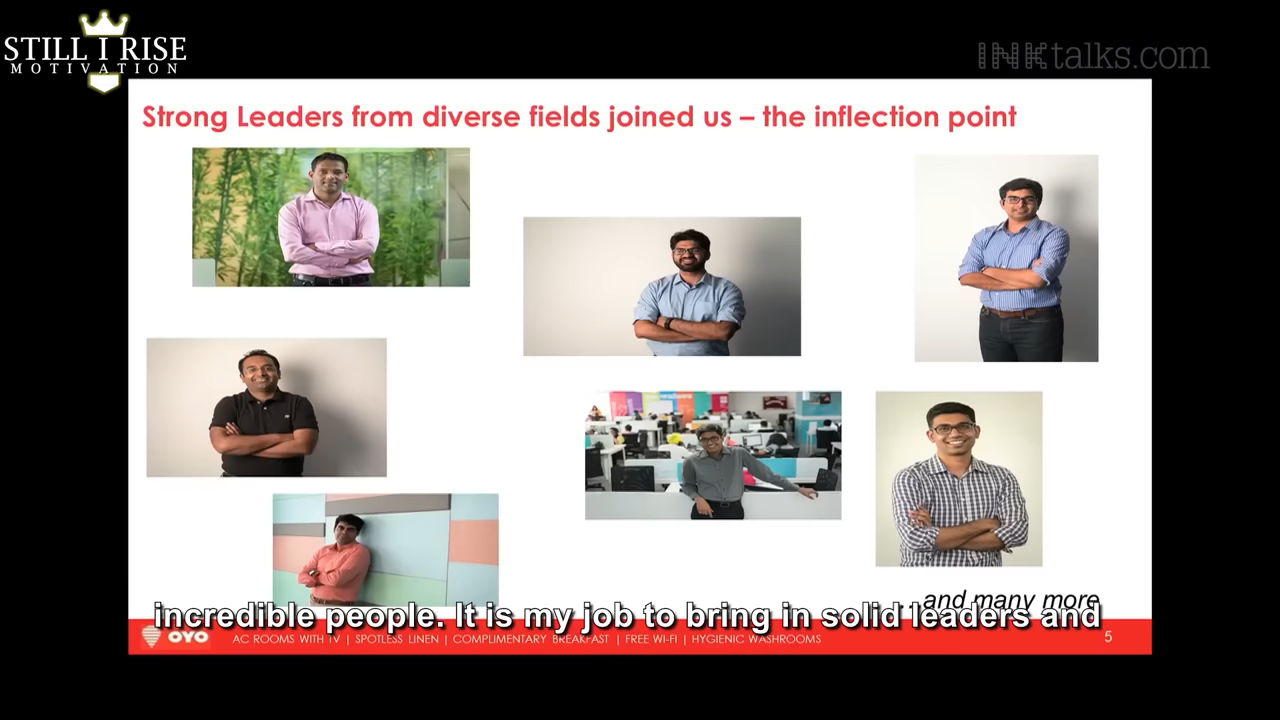 STILL I RISE
MOTIVATION
INKtalks.com
Strong Leaders from diverse fields joined us – the inflection point
and many more
incredible people. It is my job to bring in solid leaders and
OYO
AC ROOMS WITH TV | SPOTLESS LINEN | COMPLIMENTARY BREAKFAST | FREE WI-FI | HYGIENIC WASHROOMS
5